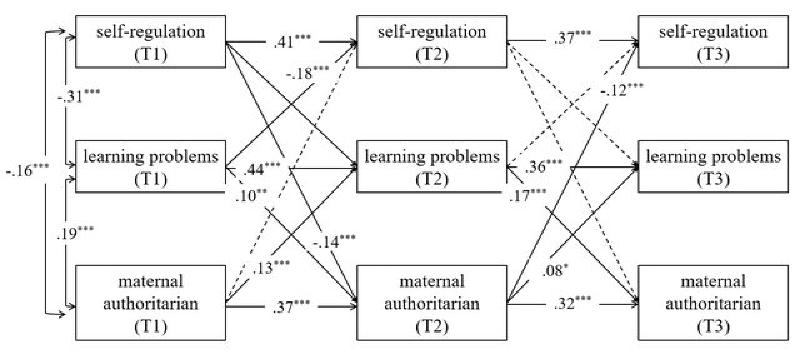 self-regulation
(T1)
self-regulation
(T2)
self-regulation
(T3)
.41***
.37***
-.18***
-.12***
-.31***
learning problems
(T1)
learning problems
(T2)
learning problems
(T3)
-.16***
.44***
.36***
.10**
.17***
.19***
-.14***
.13***
.08*
maternal
authoritarian
(T1)
maternal
authoritarian
(T2)
maternal
authoritarian
(T3)
.37***
.32***